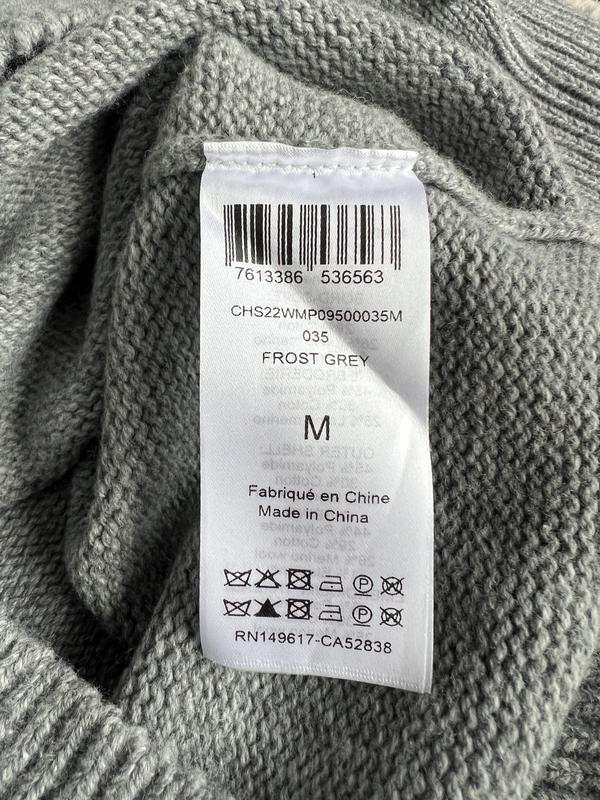 7613386 536563
CHS22WMP09500035M
035
FROST GREY
M
Fabriqué en Chine
Made in China
RN149617-CA52838